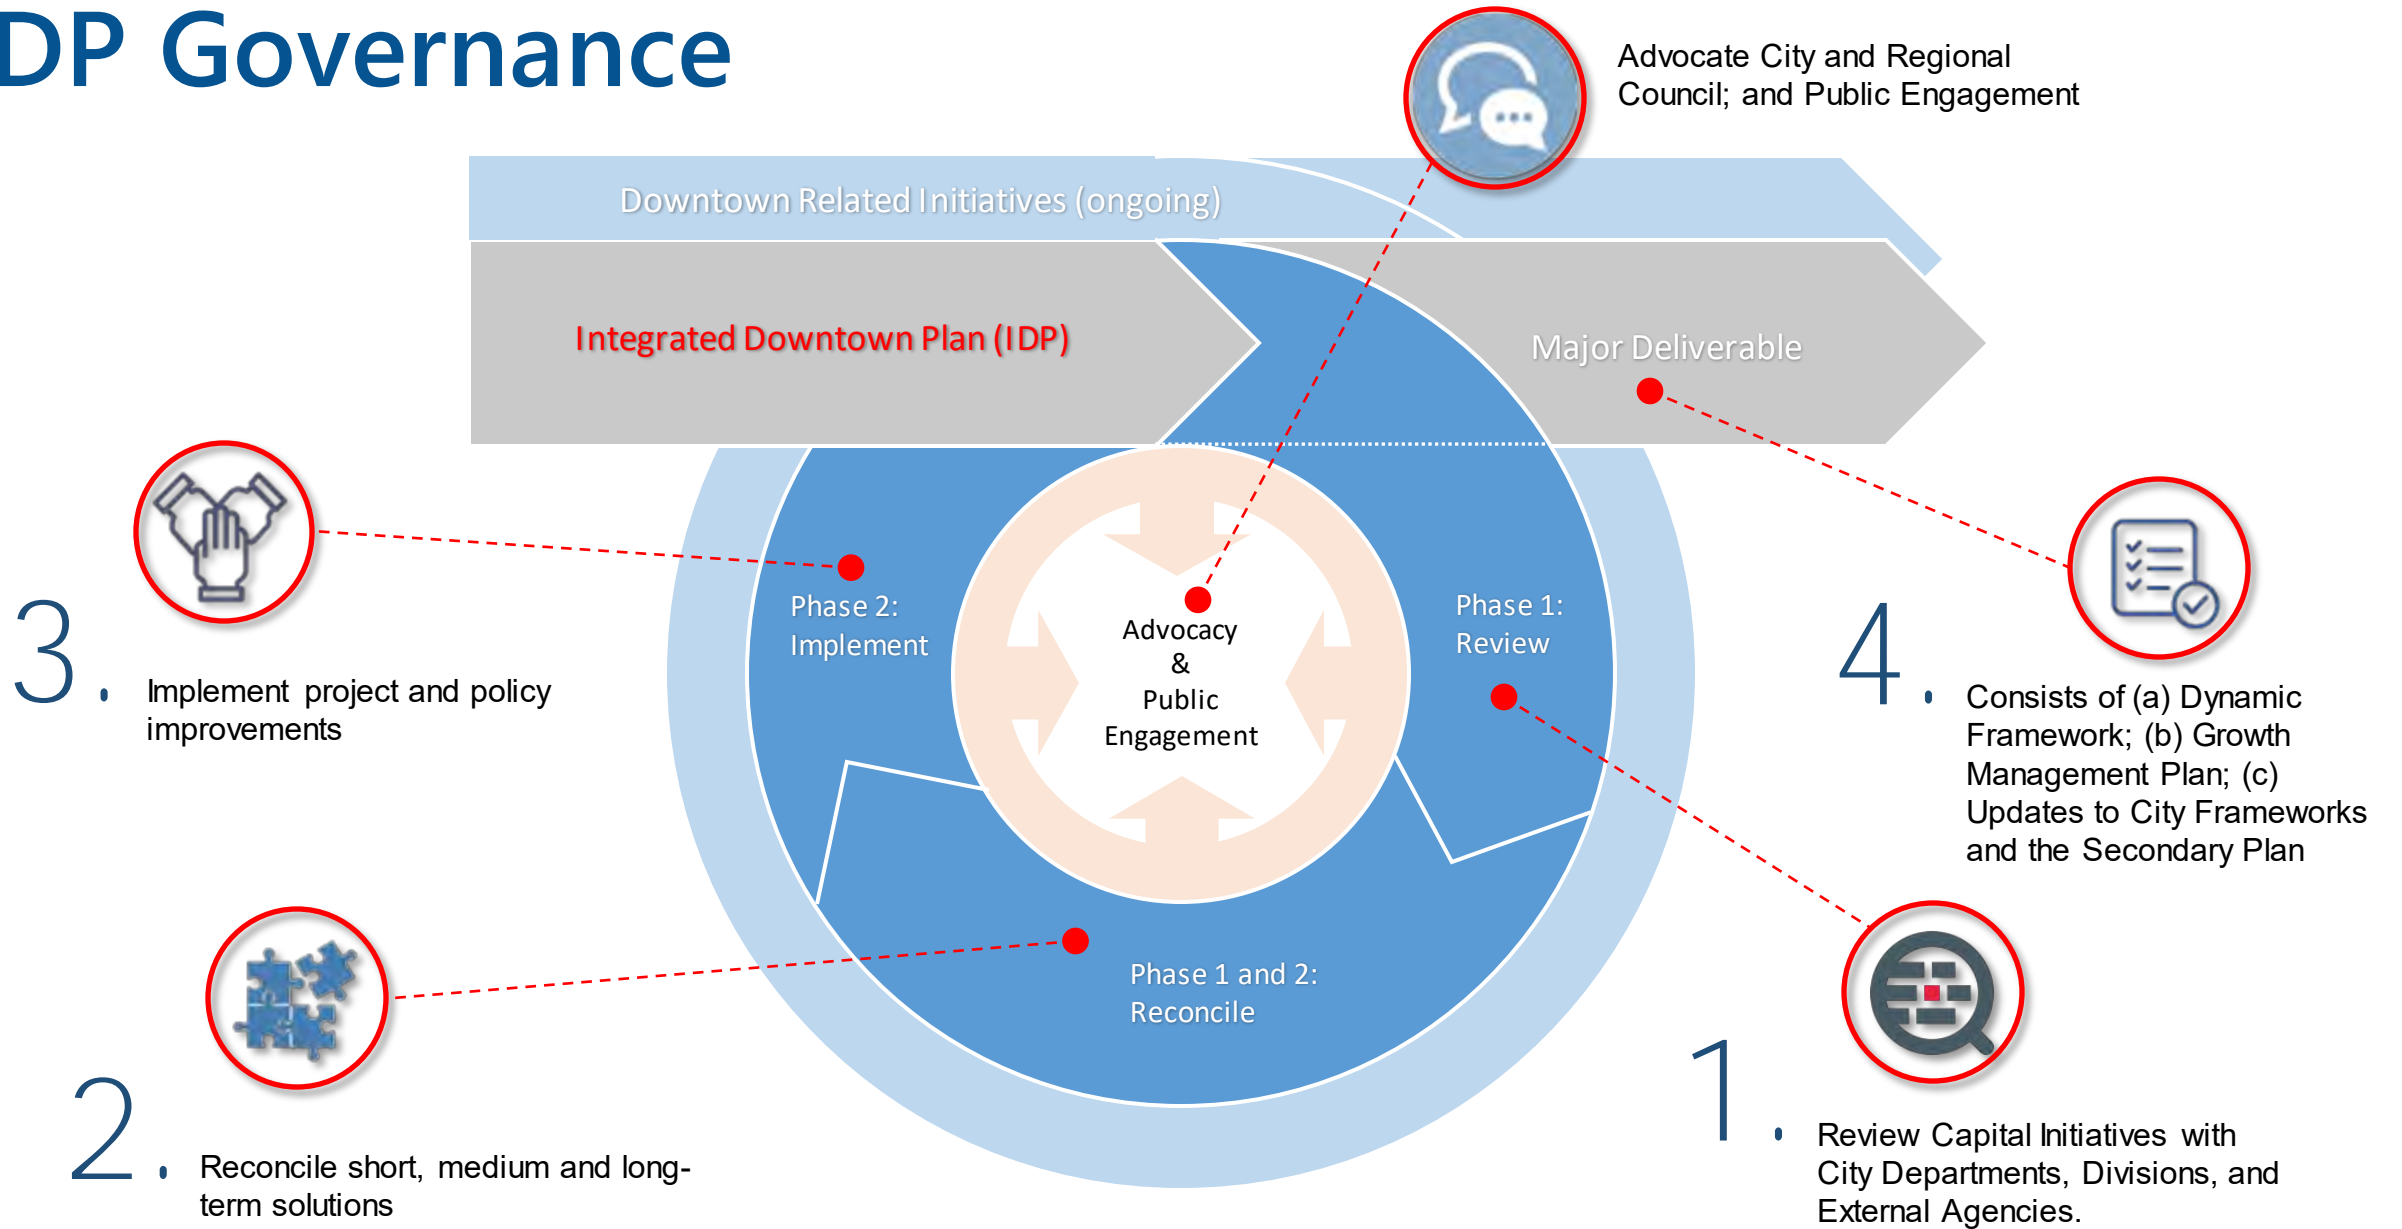 DP Governance
Advocate City and Regional
Council; and Public Engagement
Downtown Related Initiatives (ongoing)
Integrated Downtown Plan (IDP)
Major Deliverable
Phase 2:
Implement
Advocacy
&
Public
Engagement
Phase 1:
Review
Phase 1 and 2:
Reconcile
3.
Implement project and policy
improvements
4.
Consists of (a) Dynamic
Framework; (b) Growth
Management Plan; (c)
Updates to City Frameworks
and the Secondary Plan
2.
Reconcile short, medium and long-
term solutions
1.
Review Capital Initiatives with
City Departments, Divisions, and
External Agencies.